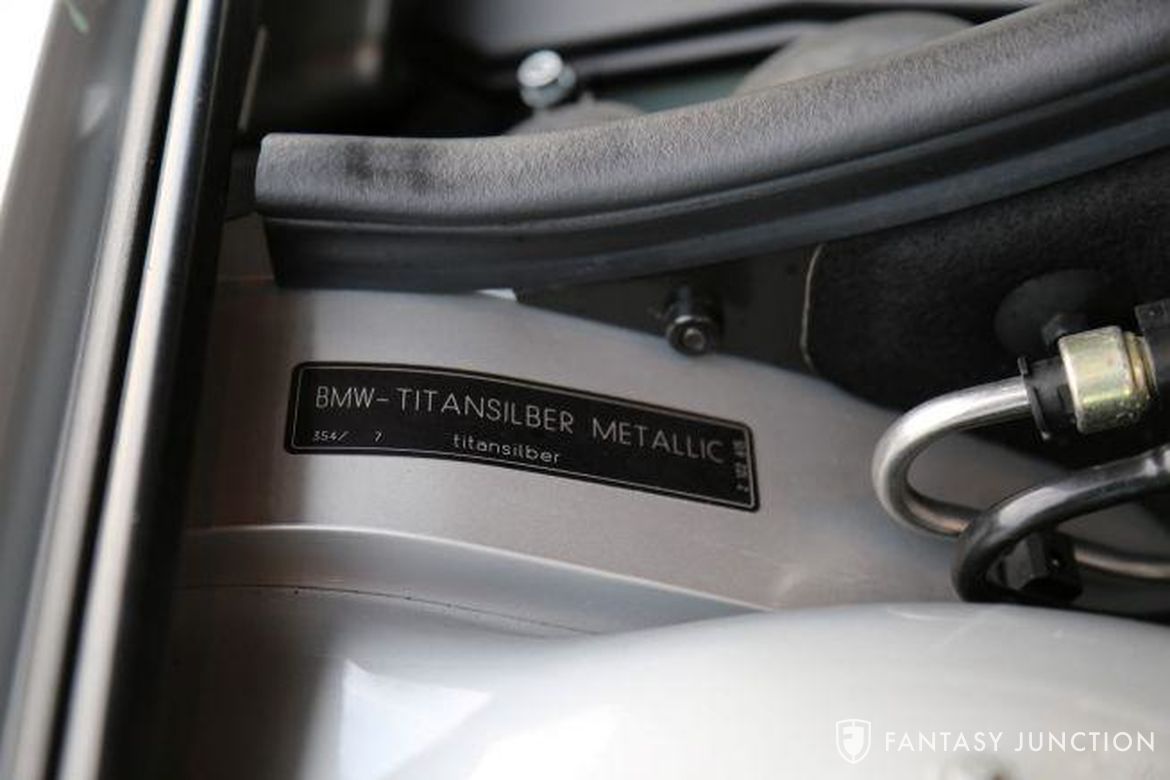 BMW-TITANSILBER METALLIC
354/ 7 titansilber
FANTASY JUNCTION